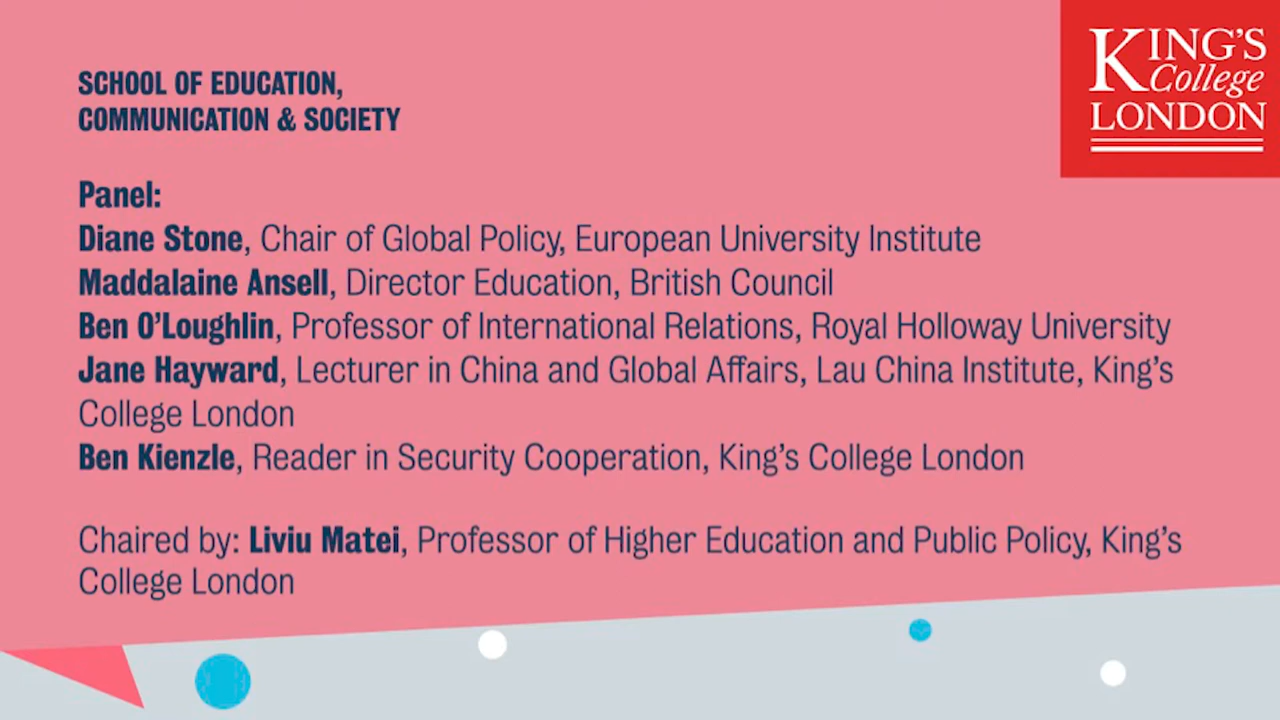 SCHOOL OF EDUCATION,
COMMUNICATION & SOCIETY
KING'S
College
LONDON
Panel:
Diane Stone, Chair of Global Policy, European University Institute
Maddalaine Ansell, Director Education, British Council
Ben O’Loughlin, Professor of International Relations, Royal Holloway University
Jane Hayward, Lecturer in China and Global Affairs, Lau China Institute, King’s
College London
Ben Kienzle, Reader in Security Cooperation, King’s College London
Chaired by: Liviu Matei, Professor of Higher Education and Public Policy, King’s
College London